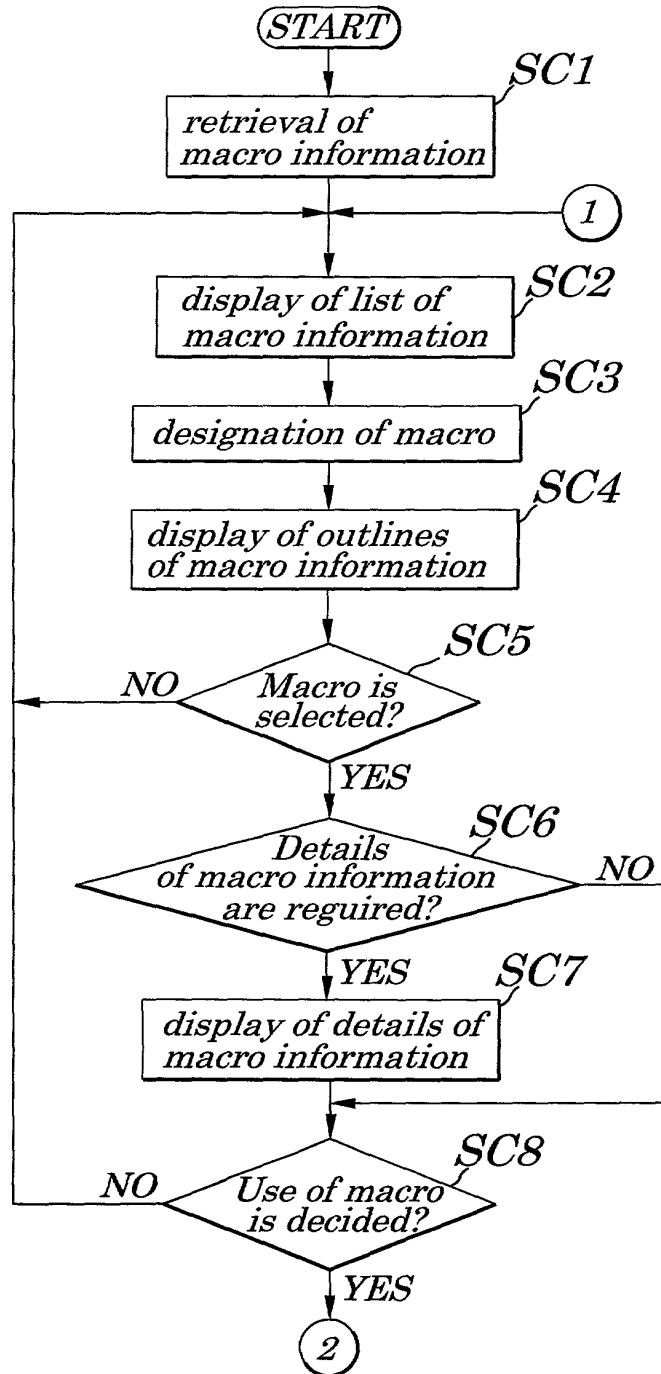 START
SC1
retrieval of
macro information
1
SC2
display of list of
macro information
SC3
designation of macro
SC4
display of outlines
of macro information
SC5
NO
Macro is
selected?
YES
SC6
Details
of macro information
are reguired?
NO
YES
SC7
display of details of
macro information
SC8
NO
Use of macro
is decided?
YES
2